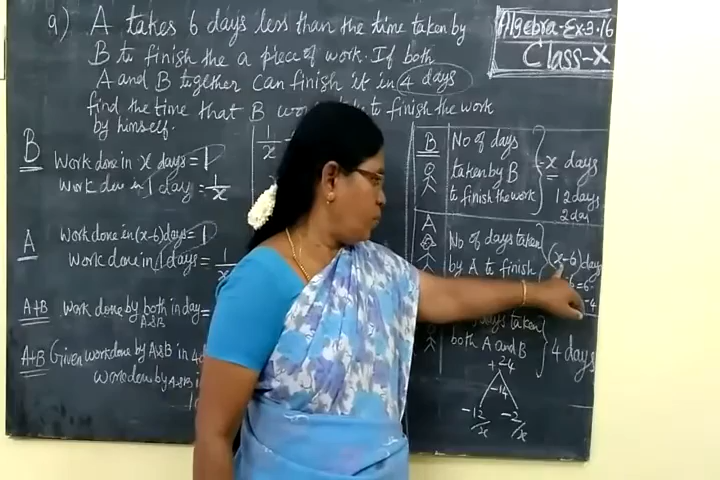 9) A takes 6 days less than the time taken by
B to finish the a piece of work. If both
A and B together can finish it in 4 days
find the time that B to finish the work
by himself.
Algebra-Ex-3.16
Class-X
B
Work done in x days = 1
Work done in 1 day = 1/x
A
Work done in (x-6) days = 1
Work done in 1 days = 1
A+B work done by both in day =
A&B
A+B Given work done by A&B in 4
work done by A&B
1
x
B
No of days
taken by B
to finish the work
x days
12 days
2 day
A
No of days taken
by A to finish
(x-6) days
taken
both A and B
4 days
+24
-14
-12/x
-2/x